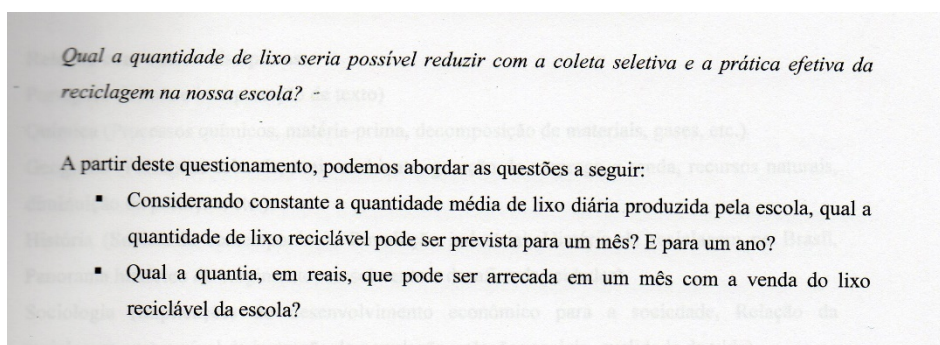 Qual a quantidade de lixo seria possível reduzir com a coleta seletiva e a prática efetiva da
reciclagem na nossa escola?
A partir deste questionamento, podemos abordar as questões a seguir:
▪ Considerando constante a quantidade média de lixo diária produzida pela escola, qual a
quantidade de lixo reciclável pode ser prevista para um mês? E para um ano?
▪ Qual a quantia, em reais, que pode ser arrecada em um mês com a venda do lixo
reciclável da escola?